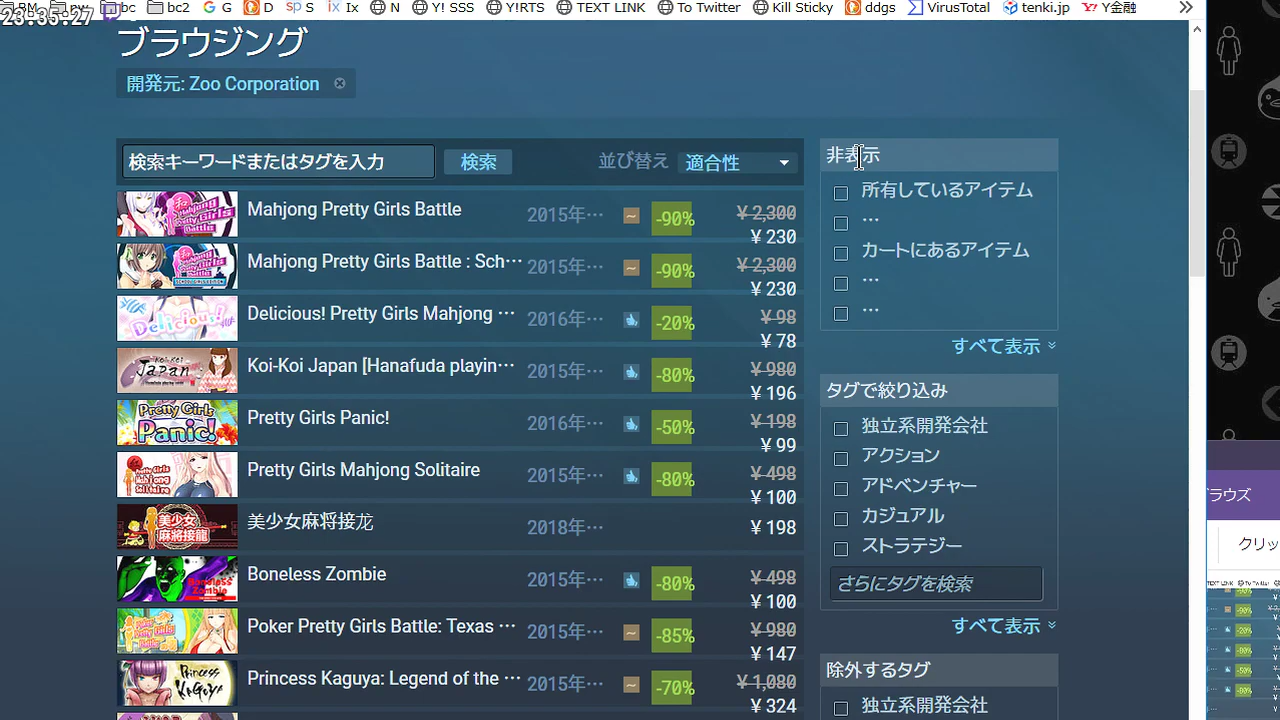 BM py bc bc2 G G D SP S iX Ix N Y! SSS Y!RTS TEXT LINK To Twitter Kill Sticky ddgs VirusTotal tenki.jp Y! Y金融
23:35:27
ブラウジング
開発元: Zoo Corporation
検索キーワードまたはタグを入力 検索 並び替え 適合性
Mahjong Pretty Girls Battle 2015年… -90% ¥ 2,300
¥ 230
Mahjong Pretty Girls Battle : Sch… 2015年… -90% ¥ 2,300
¥ 230
Delicious! Pretty Girls Mahjong … 2016年… -20% ¥ 98
¥ 78
Koi-Koi Japan [Hanafuda playin… 2015年… -80% ¥ 980
¥ 196
Pretty Girls Panic! 2016年… -50% ¥ 198
¥ 99
Pretty Girls Mahjong Solitaire 2015年… -80% ¥ 498
¥ 100
美少女麻将接龙 2018年… ¥ 198
Boneless Zombie 2015年… -80% ¥ 498
¥ 100
Poker Pretty Girls Battle: Texas … 2015年… -85% ¥ 980
¥ 147
Princess Kaguya: Legend of the … 2015年… -70% ¥ 1,080
¥ 324
非表示
所有しているアイテム
…
カートにあるアイテム
…
…
すべて表示
タグで絞り込み
独立系開発会社
アクション
アドベンチャー
カジュアル
ストラテジー
さらにタグを検索
すべて表示
除外するタグ
独立系開発会社
ラウズ
クリッ